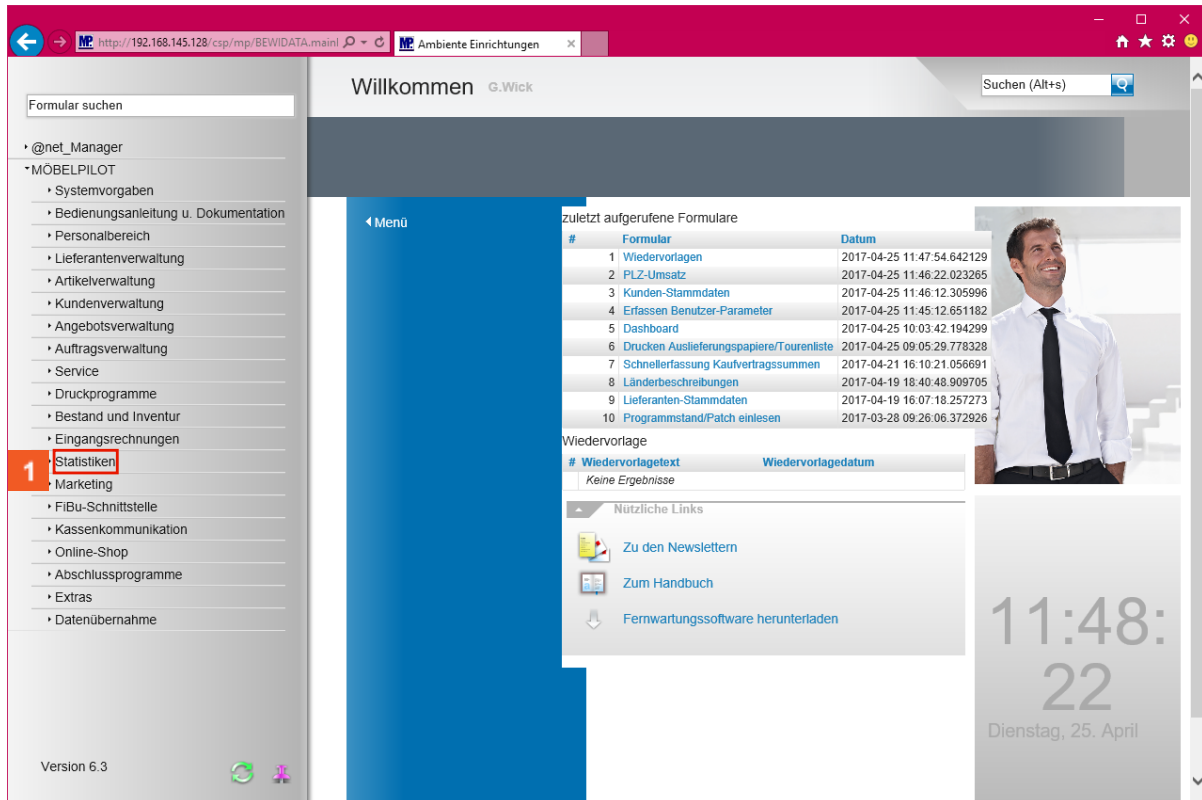 http://192.168.145.128/csp/mp/BEWIDATA.mainl
MP. Ambiente Einrichtungen
Willkommen G.Wick
Suchen (Alt+s)
Formular suchen
@net_Manager
MÖBELPILOT
Systemvorgaben
Bedienungsanleitung u. Dokumentation
Personalbereich
Lieferantenverwaltung
Artikelverwaltung
Kundenverwaltung
Angebotsverwaltung
Auftragsverwaltung
Service
Druckprogramme
Bestand und Inventur
Eingangsrechnungen
1 Statistiken
Marketing
FiBu-Schnittstelle
Kassenkommunikation
Online-Shop
Abschlussprogramme
Extras
Datenübernahme
Version 6.3
Menü
zuletzt aufgerufene Formulare
# Formular Datum
1 Wiedervorlagen 2017-04-25 11:47:54.642129
2 PLZ-Umsatz 2017-04-25 11:46:22.023265
3 Kunden-Stammdaten 2017-04-25 11:46:12.305996
4 Erfassen Benutzer-Parameter 2017-04-25 11:45:12.651182
5 Dashboard 2017-04-25 10:03:42.194299
6 Drucken Auslieferungspapiere/Tourenliste 2017-04-25 09:05:29.778328
7 Schnellerfassung Kaufvertragssummen 2017-04-21 16:10:21.056691
8 Länderbeschreibungen 2017-04-19 18:40:48.909705
9 Lieferanten-Stammdaten 2017-04-19 16:07:18.257273
10 Programmstand/Patch einlesen 2017-03-28 09:26:06.372926
Wiedervorlage
# Wiedervorlagetext Wiedervorlagedatum
Keine Ergebnisse
Nützliche Links
Zu den Newslettern
Zum Handbuch
Fernwartungssoftware herunterladen
11:48:
22
Dienstag, 25. April